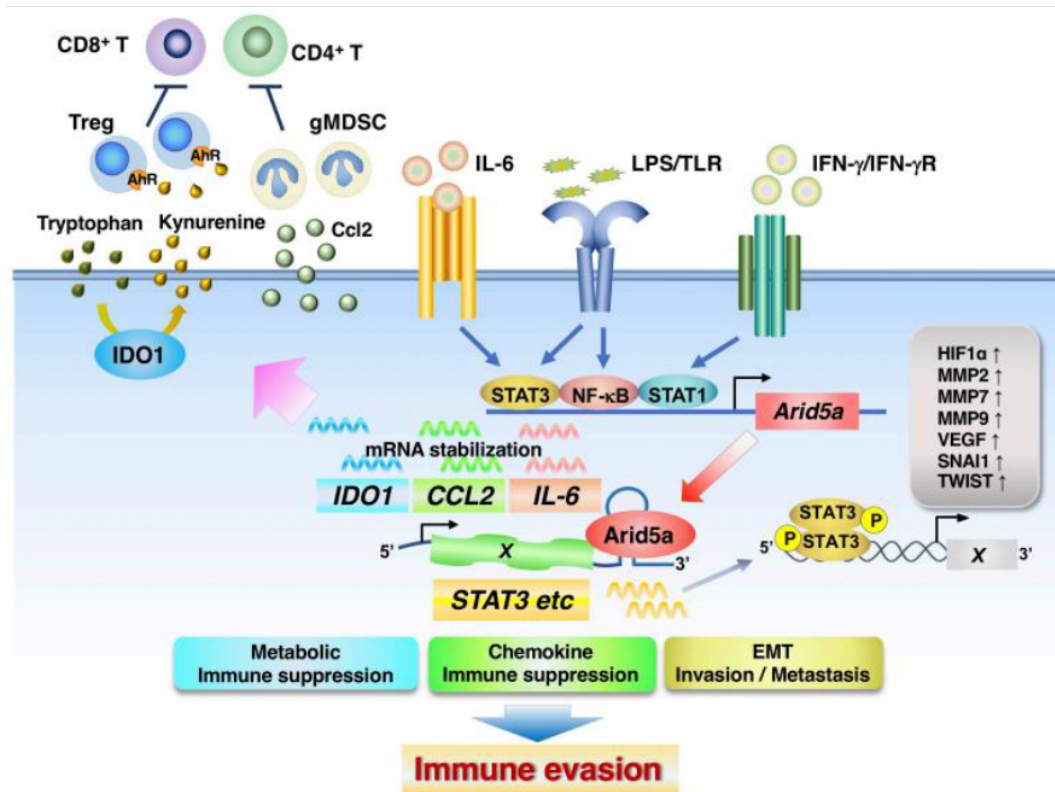 CD8+ T
CD4+ T
Treg
gMDSC
AhR
AhR
IL-6
LPS/TLR
IFN-γ/IFN-γR
Tryptophan
Kynurenine
Ccl2
IDO1
STAT3
NF-κB
STAT1
Arid5a
HIF1α ↑
MMP2 ↑
MMP7 ↑
MMP9 ↑
VEGF ↑
SNAI1 ↑
TWIST ↑
mRNA stabilization
IDO1
CCL2
IL-6
5’
X
Arid5a
3’
STAT3
P
P
STAT3
5’
X
3’
STAT3 etc
Metabolic
Immune suppression
Chemokine
Immune suppression
EMT
Invasion / Metastasis
Immune evasion